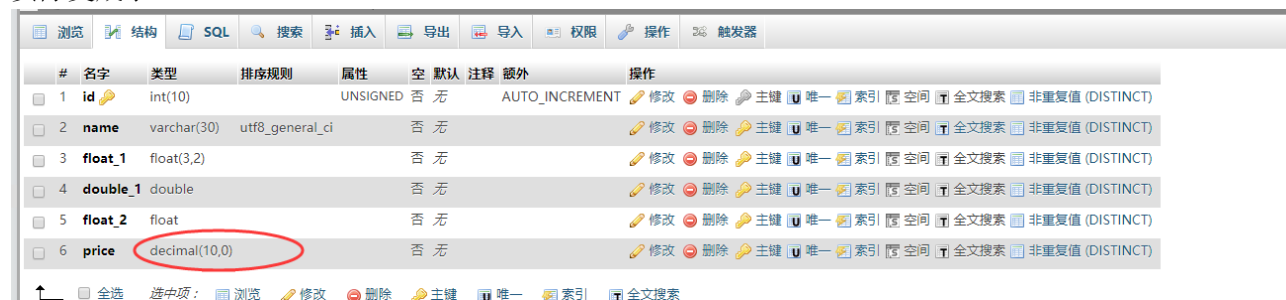 浏览 结构 SQL 搜索 插入 导出 导入 权限 操作 触发器
# 名字 类型 排序规则 属性 空 默认 注释 额外 操作
1 id int(10) UNSIGNED 否 无 AUTO_INCREMENT 修改 删除 主键 唯一 索引 空间 全文搜索 非重复值 (DISTINCT)
2 name varchar(30) utf8_general_ci 否 无 修改 删除 主键 唯一 索引 空间 全文搜索 非重复值 (DISTINCT)
3 float_1 float(3,2) 否 无 修改 删除 主键 唯一 索引 空间 全文搜索 非重复值 (DISTINCT)
4 double_1 double 否 无 修改 删除 主键 唯一 索引 空间 全文搜索 非重复值 (DISTINCT)
5 float_2 float 否 无 修改 删除 主键 唯一 索引 空间 全文搜索 非重复值 (DISTINCT)
6 price decimal(10,0) 否 无 修改 删除 主键 唯一 索引 空间 全文搜索 非重复值 (DISTINCT)
全选 选中项： 浏览 修改 删除 主键 唯一 索引 全文搜索